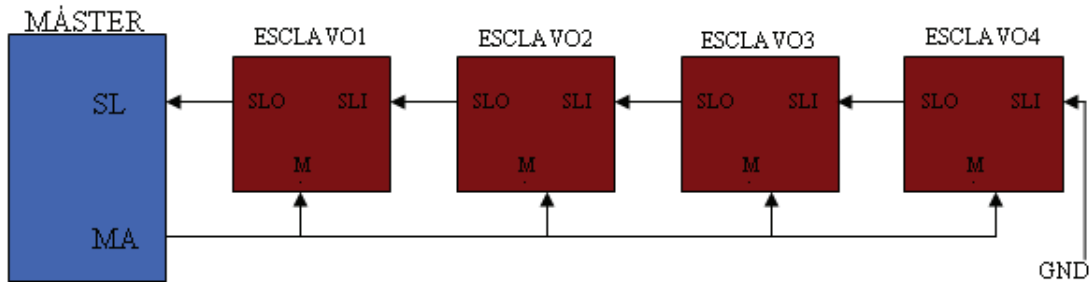 MÁSTER
SL
MA
ESCLAVO1
SLO SLI
M
ESCLAVO2
SLO SLI
M
ESCLAVO3
SLO SLI
M
ESCLAVO4
SLO SLI
M
GND